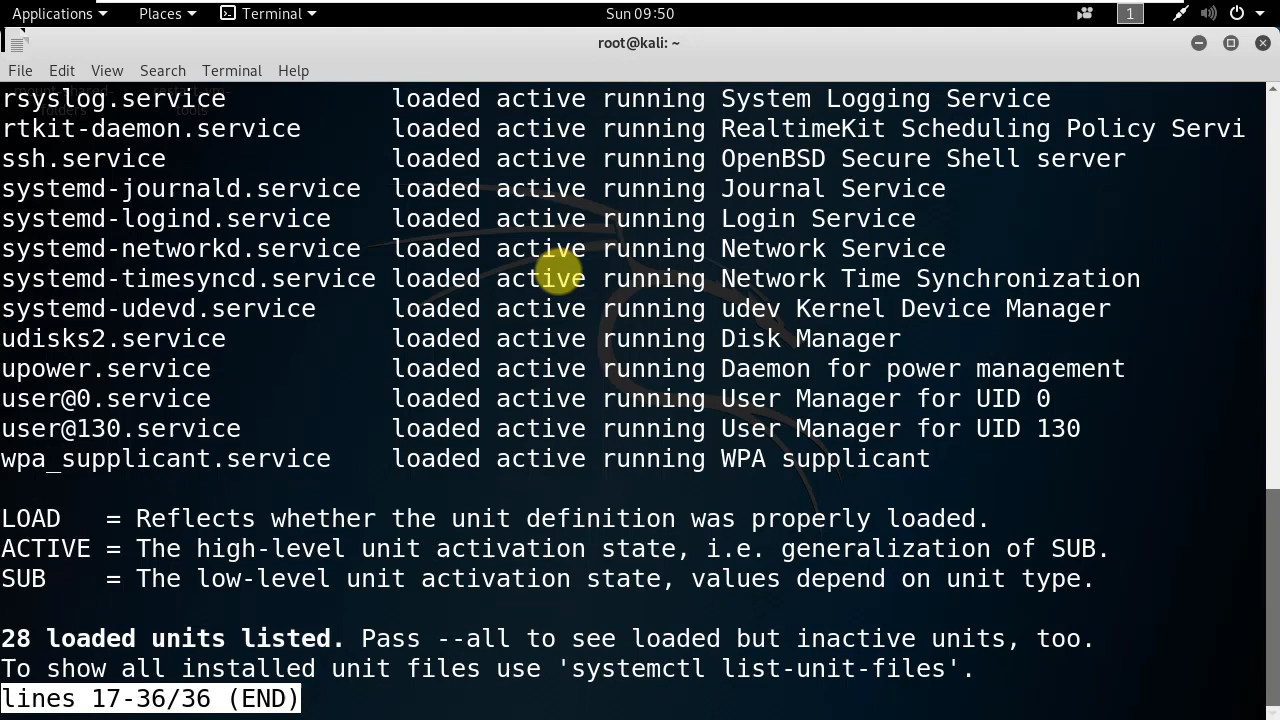 Applications Places Terminal Sun 09:50 1
root@kali: ~
File Edit View Search Terminal Help
rsyslog.service loaded active running System Logging Service
rtkit-daemon.service loaded active running RealtimeKit Scheduling Policy Servi
ssh.service loaded active running OpenBSD Secure Shell server
systemd-journald.service loaded active running Journal Service
systemd-logind.service loaded active running Login Service
systemd-networkd.service loaded active running Network Service
systemd-timesyncd.service loaded active running Network Time Synchronization
systemd-udevd.service loaded active running udev Kernel Device Manager
udisks2.service loaded active running Disk Manager
upower.service loaded active running Daemon for power management
user@0.service loaded active running User Manager for UID 0
user@130.service loaded active running User Manager for UID 130
wpa_supplicant.service loaded active running WPA supplicant
LOAD = Reflects whether the unit definition was properly loaded.
ACTIVE = The high-level unit activation state, i.e. generalization of SUB.
SUB = The low-level unit activation state, values depend on unit type.
28 loaded units listed. Pass --all to see loaded but inactive units, too.
To show all installed unit files use 'systemctl list-unit-files'.
lines 17-36/36 (END)